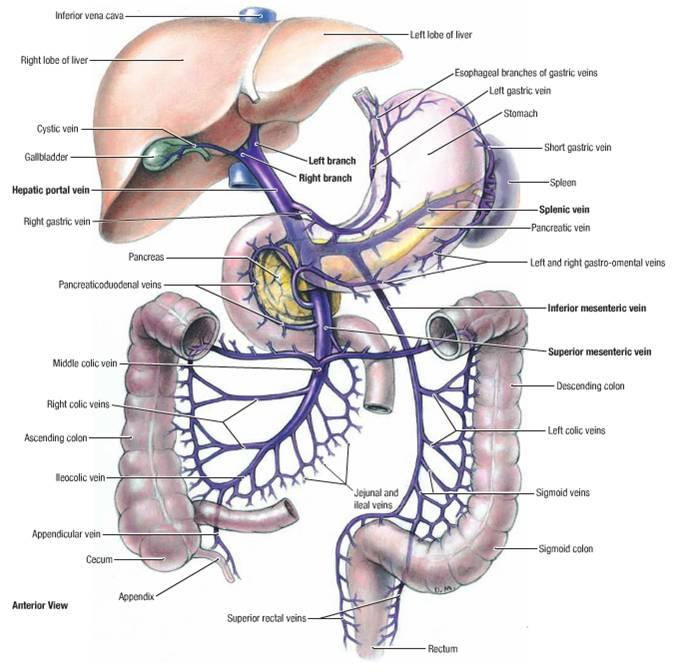 Inferior vena cava
Left lobe of liver
Right lobe of liver
Esophageal branches of gastric veins
Left gastric vein
Stomach
Cystic vein
Short gastric vein
Gallbladder
Left branch
Right branch
Spleen
Hepatic portal vein
Splenic vein
Right gastric vein
Pancreatic vein
Pancreas
Left and right gastro-omental veins
Pancreaticoduodenal veins
Inferior mesenteric vein
Superior mesenteric vein
Middle colic vein
Descending colon
Right colic veins
Left colic veins
Ascending colon
Ileocolic vein
Jejunal and
ileal veins
Sigmoid veins
Appendicular vein
Sigmoid colon
Cecum
D.M.
Appendix
Anterior View
Superior rectal veins
Rectum